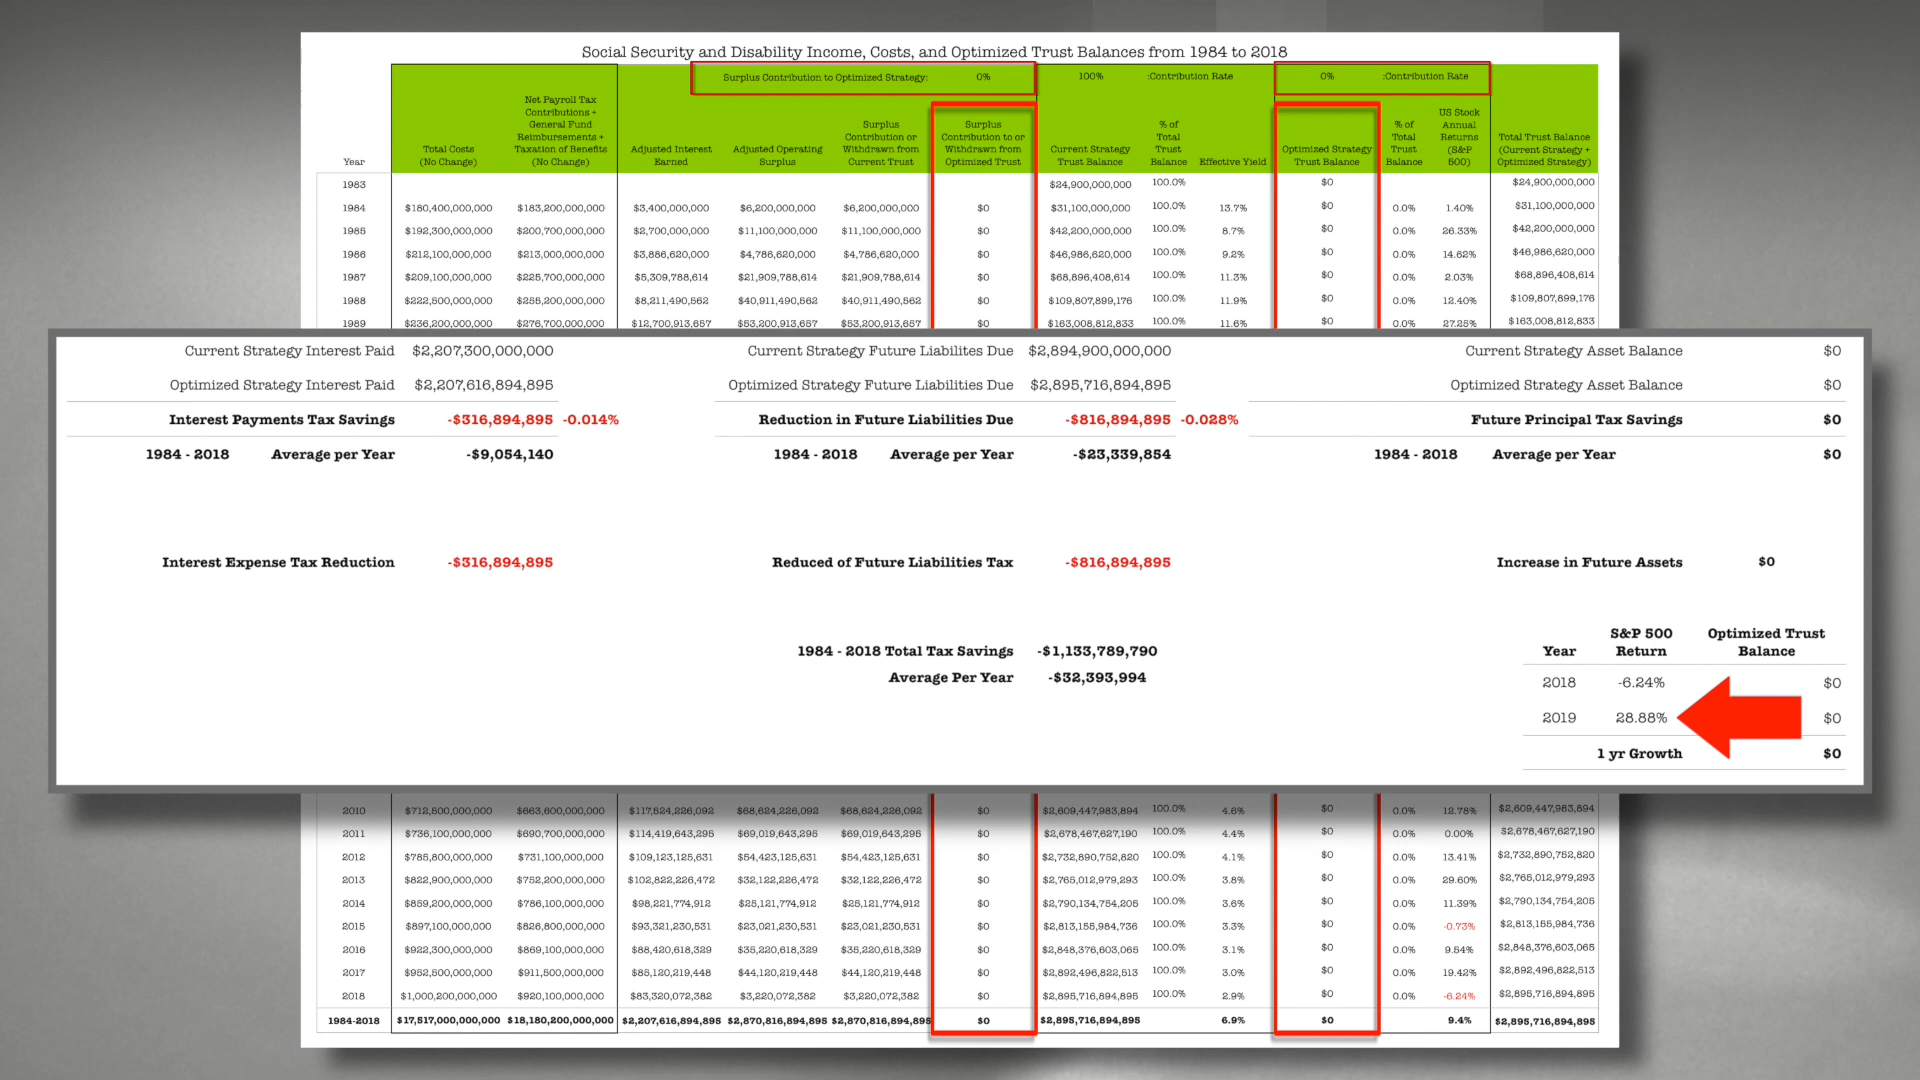 Social Security and Disability Income, Costs, and Optimized Trust Balances from 1984 to 2018
Surplus Contribution to Optimized Strategy: 0% 100% :Contribution Rate 0% :Contribution Rate
Year
Total Costs
(No Change)
Net Payroll Tax
Contributions +
General Fund
Reimbursements +
Taxation of Benefits
(No Change)
Adjusted Interest
Earned
Adjusted Operating
Surplus
Surplus
Contribution or
Withdrawn from
Current Trust
Surplus
Contribution to or
Withdrawn from
Optimized Trust
Current Strategy
Trust Balance
% of
Total
Trust
Balance
Effective Yield
Optimized Strategy
Trust Balance
% of
Total
Trust
Balance
US Stock
Annual
Returns
(S&P
500)
Total Trust Balance
(Current Strategy +
Optimized Strategy)
1983 $24,900,000,000 100.0% $0 $24,900,000,000
1984 $180,400,000,000 $183,200,000,000 $3,400,000,000 $6,200,000,000 $6,200,000,000 $0 $31,100,000,000 100.0% 13.7% $0 0.0% 1.40% $31,100,000,000
1985 $192,300,000,000 $200,700,000,000 $2,700,000,000 $11,100,000,000 $11,100,000,000 $0 $42,200,000,000 100.0% 8.7% $0 0.0% 26.33% $42,200,000,000
1986 $212,100,000,000 $213,000,000,000 $3,886,620,000 $4,786,620,000 $4,786,620,000 $0 $46,986,620,000 100.0% 9.2% $0 0.0% 14.62% $46,986,620,000
1987 $209,100,000,000 $225,700,000,000 $5,309,788,614 $21,909,788,614 $21,909,788,614 $0 $68,896,408,614 100.0% 11.3% $0 0.0% 2.03% $68,896,408,614
1988 $222,500,000,000 $255,200,000,000 $8,211,490,562 $40,911,490,562 $40,911,490,562 $0 $109,807,899,176 100.0% 11.9% $0 0.0% 12.40% $109,807,899,176
1989 $236,200,000,000 $276,700,000,000 $12,700,913,657 $53,200,913,657 $53,200,913,657 $0 $163,008,812,833 100.0% 11.6% $0 0.0% 27.25% $163,008,812,833
Current Strategy Interest Paid $2,207,300,000,000 Current Strategy Future Liabilites Due $2,894,900,000,000 Current Strategy Asset Balance $0
Optimized Strategy Interest Paid $2,207,616,894,895 Optimized Strategy Future Liabilities Due $2,895,716,894,895 Optimized Strategy Asset Balance $0
Interest Payments Tax Savings -$316,894,895 -0.014% Reduction in Future Liabilities Due -$816,894,895 -0.028% Future Principal Tax Savings $0
1984 - 2018 Average per Year -$9,054,140 1984 - 2018 Average per Year -$23,339,854 1984 - 2018 Average per Year $0
Interest Expense Tax Reduction -$316,894,895 Reduced of Future Liabilities Tax -$816,894,895 Increase in Future Assets $0
1984 - 2018 Total Tax Savings -$1,133,789,790
Average Per Year -$32,393,994
Year S&P 500 Return Optimized Trust Balance
2018 -6.24% $0
2019 28.88% $0
1 yr Growth $0
2010 $712,500,000,000 $663,600,000,000 $117,524,226,092 $68,624,226,092 $68,624,226,092 $0 $2,609,447,983,894 100.0% 4.6% $0 0.0% 12.78% $2,609,447,983,894
2011 $736,100,000,000 $690,700,000,000 $114,419,643,295 $69,019,643,295 $69,019,643,295 $0 $2,678,467,627,190 100.0% 4.4% $0 0.0% 0.00% $2,678,467,627,190
2012 $785,800,000,000 $731,100,000,000 $109,123,125,631 $54,423,125,631 $54,423,125,631 $0 $2,732,890,752,820 100.0% 4.1% $0 0.0% 13.41% $2,732,890,752,820
2013 $822,900,000,000 $752,200,000,000 $102,822,226,472 $32,122,226,472 $32,122,226,472 $0 $2,765,012,979,293 100.0% 3.8% $0 0.0% 29.60% $2,765,012,979,293
2014 $859,200,000,000 $786,100,000,000 $98,221,774,912 $25,121,774,912 $25,121,774,912 $0 $2,790,134,754,205 100.0% 3.6% $0 0.0% 11.39% $2,790,134,754,205
2015 $897,100,000,000 $826,800,000,000 $93,321,230,531 $23,021,230,531 $23,021,230,531 $0 $2,813,155,984,736 100.0% 3.3% $0 0.0% -0.73% $2,813,155,984,736
2016 $922,300,000,000 $869,100,000,000 $88,420,618,329 $35,220,618,329 $35,220,618,329 $0 $2,848,376,603,065 100.0% 3.1% $0 0.0% 9.54% $2,848,376,603,065
2017 $952,500,000,000 $911,500,000,000 $85,120,219,448 $44,120,219,448 $44,120,219,448 $0 $2,892,496,822,513 100.0% 3.0% $0 0.0% 19.42% $2,892,496,822,513
2018 $1,000,200,000,000 $920,100,000,000 $83,320,072,382 $3,220,072,382 $3,220,072,382 $0 $2,895,716,894,895 100.0% 2.9% $0 0.0% -6.24% $2,895,716,894,895
1984-2018 $17,517,000,000,000 $18,180,200,000,000 $2,207,616,894,895 $2,870,816,894,895 $2,870,816,894,895 $0 $2,895,716,894,895 6.9% $0 9.4% $2,895,716,894,895